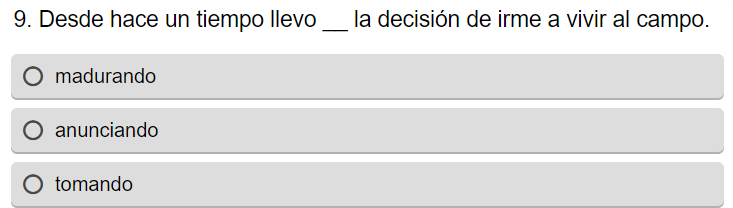 9. Desde hace un tiempo llevo __ la decisión de irme a vivir al campo.
madurando
anunciando
tomando